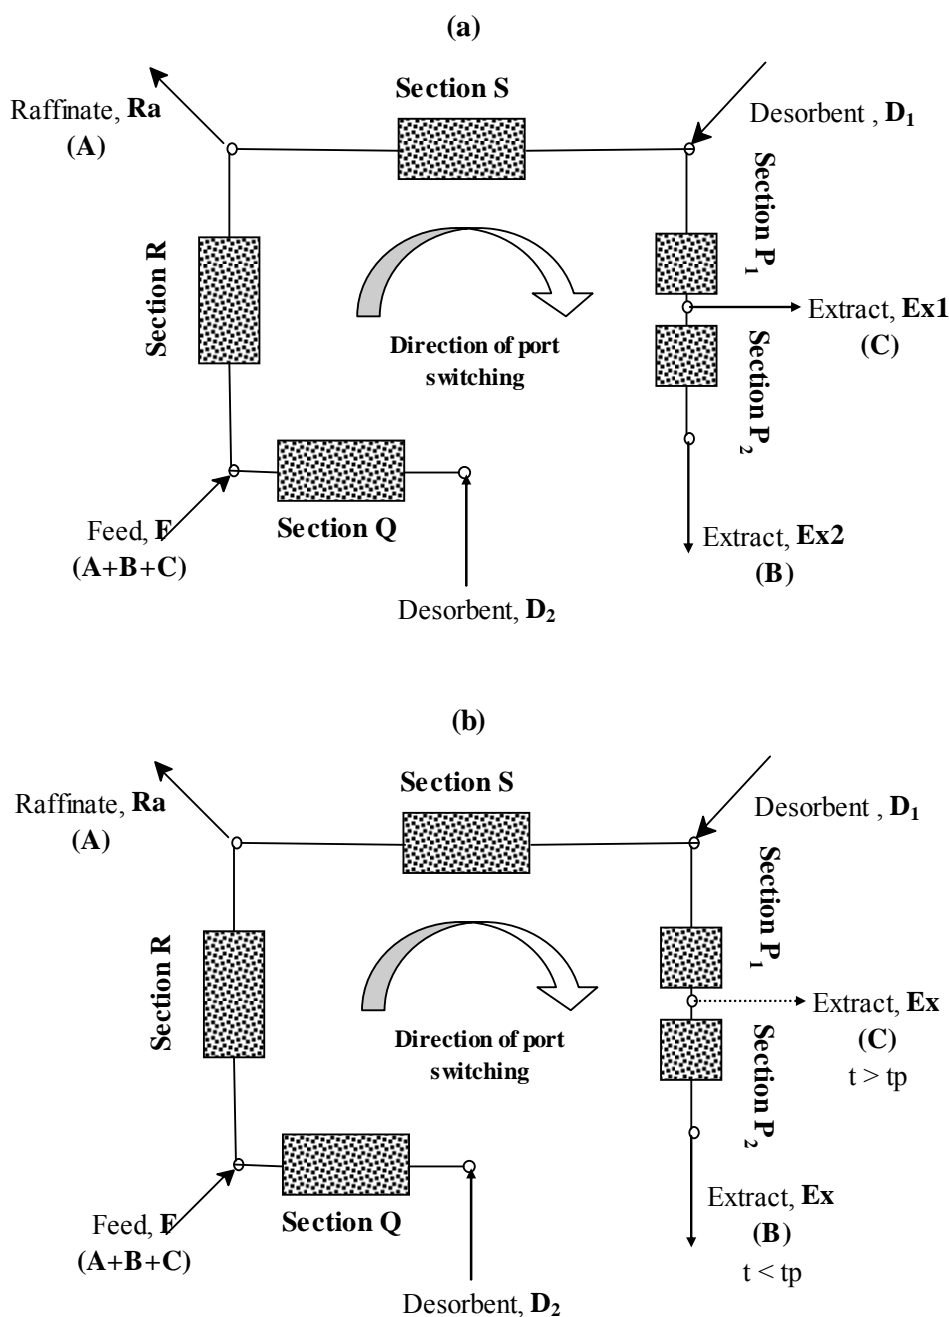 (a)
Section S
Raffinate, Ra
(A)
Desorbent , D₁
Section R
Section P₁
Direction of port
switching
Extract, Ex1
(C)
Section P₂
Section Q
Feed, F
(A+B+C)
Extract, Ex2
(B)
Desorbent, D₂
(b)
Section S
Raffinate, Ra
(A)
Desorbent , D₁
Section R
Section P₁
Direction of port
switching
Extract, Ex
(C)
t > tp
Section P₂
Section Q
Feed, F
(A+B+C)
Extract, Ex
(B)
t < tp
Desorbent, D₂